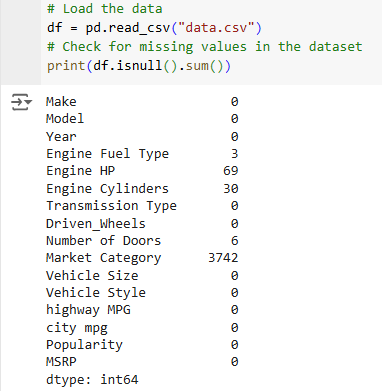 # Load the data
df = pd.read_csv("data.csv")
# Check for missing values in the dataset
print(df.isnull().sum())
Make 0
Model 0
Year 0
Engine Fuel Type 3
Engine HP 69
Engine Cylinders 30
Transmission Type 0
Driven_Wheels 0
Number of Doors 6
Market Category 3742
Vehicle Size 0
Vehicle Style 0
highway MPG 0
city mpg 0
Popularity 0
MSRP 0
dtype: int64